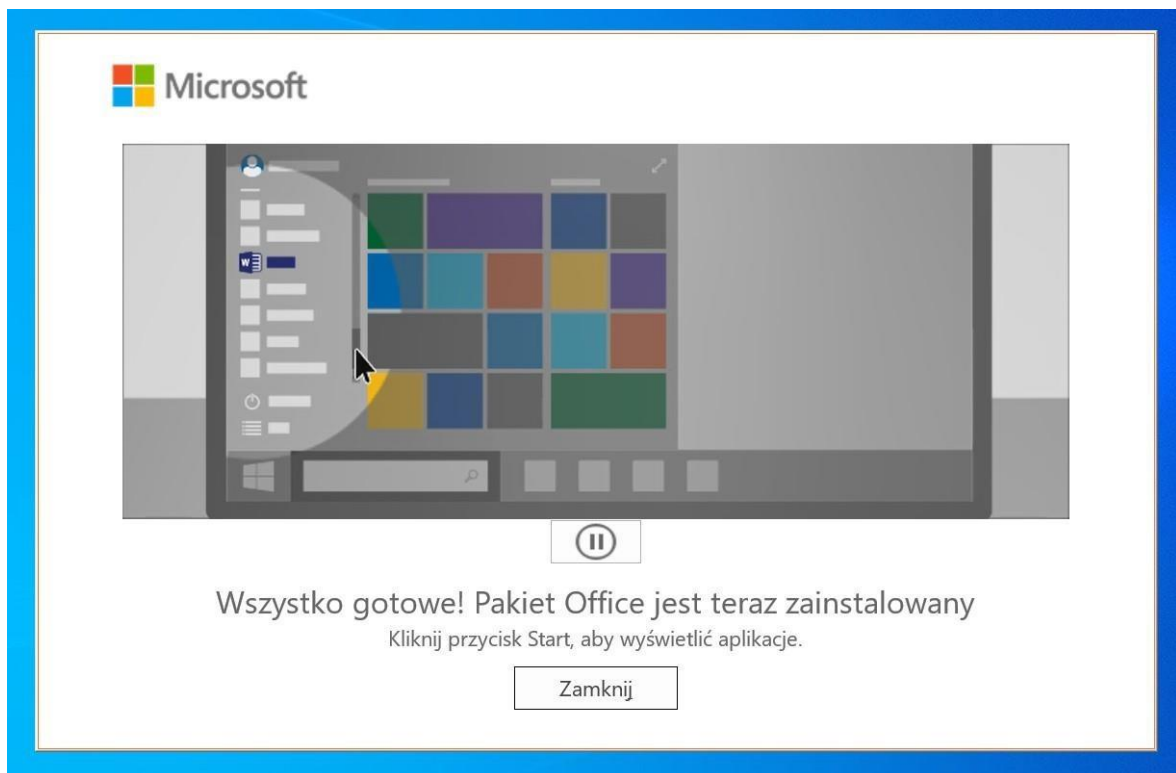 Microsoft
W
Wszystko gotowe! Pakiet Office jest teraz zainstalowany
Kliknij przycisk Start, aby wyświetlić aplikacje.
Zamknij